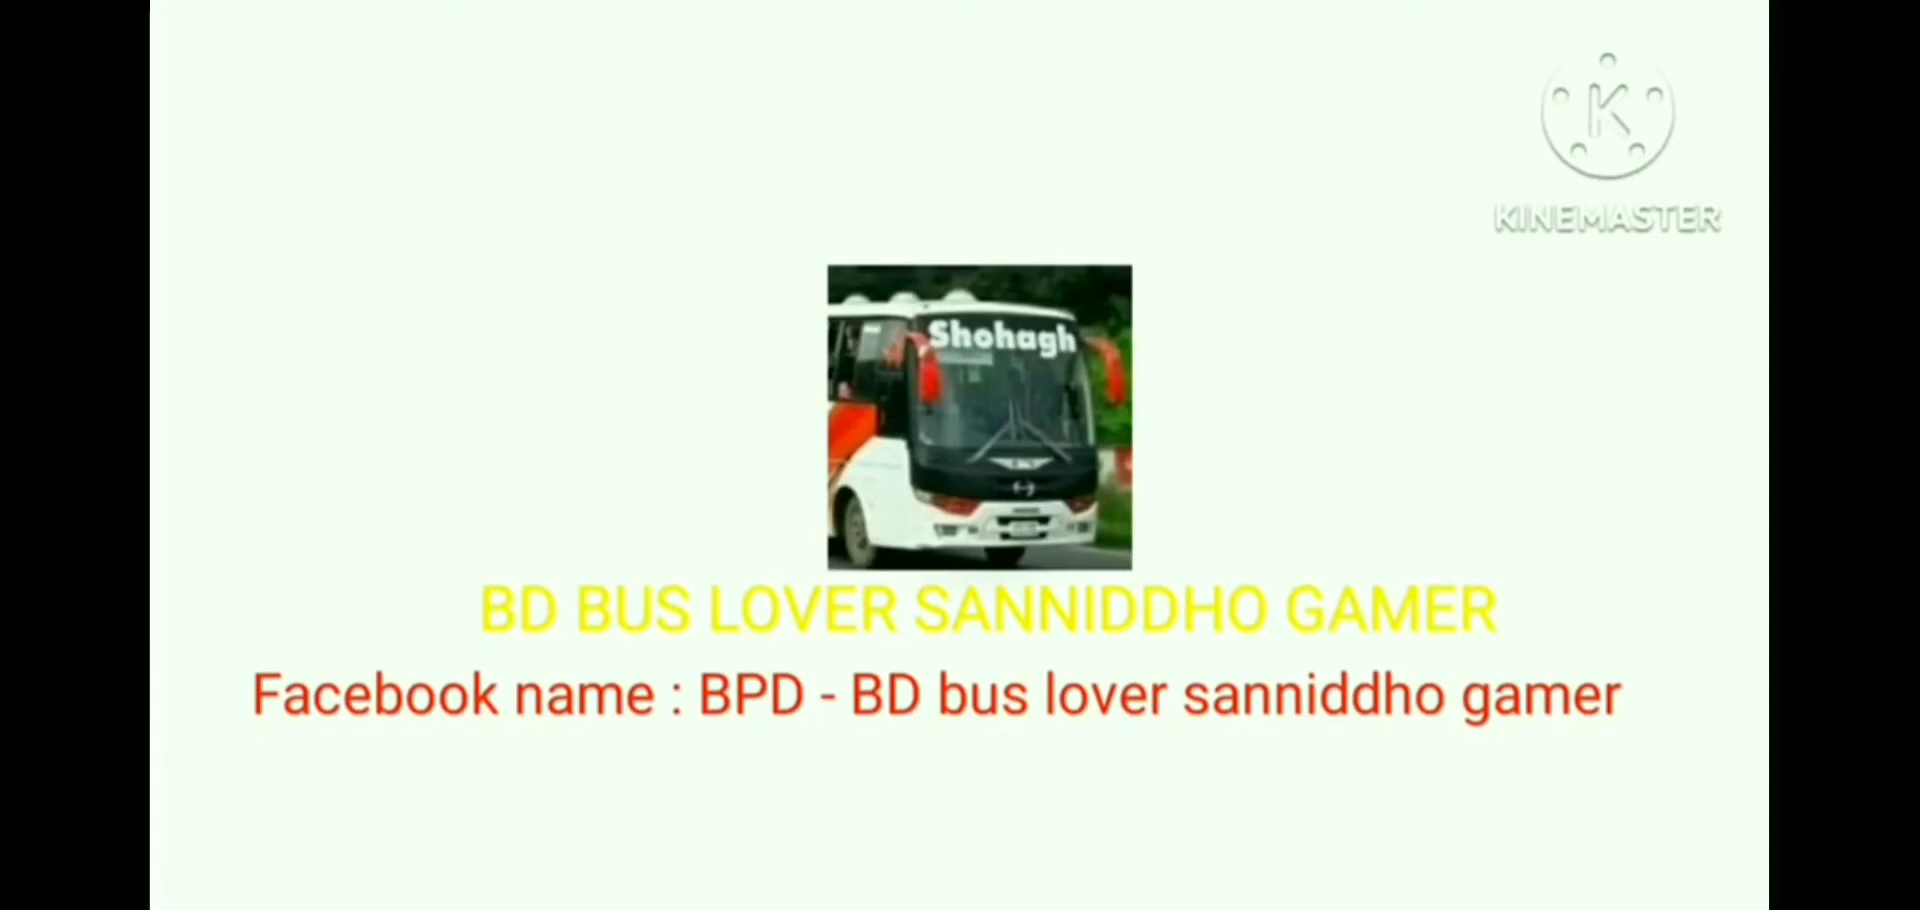 KINEMASTER
Shohagh
BD BUS LOVER SANNIDDHO GAMER
Facebook name : BPD - BD bus lover sanniddho gamer